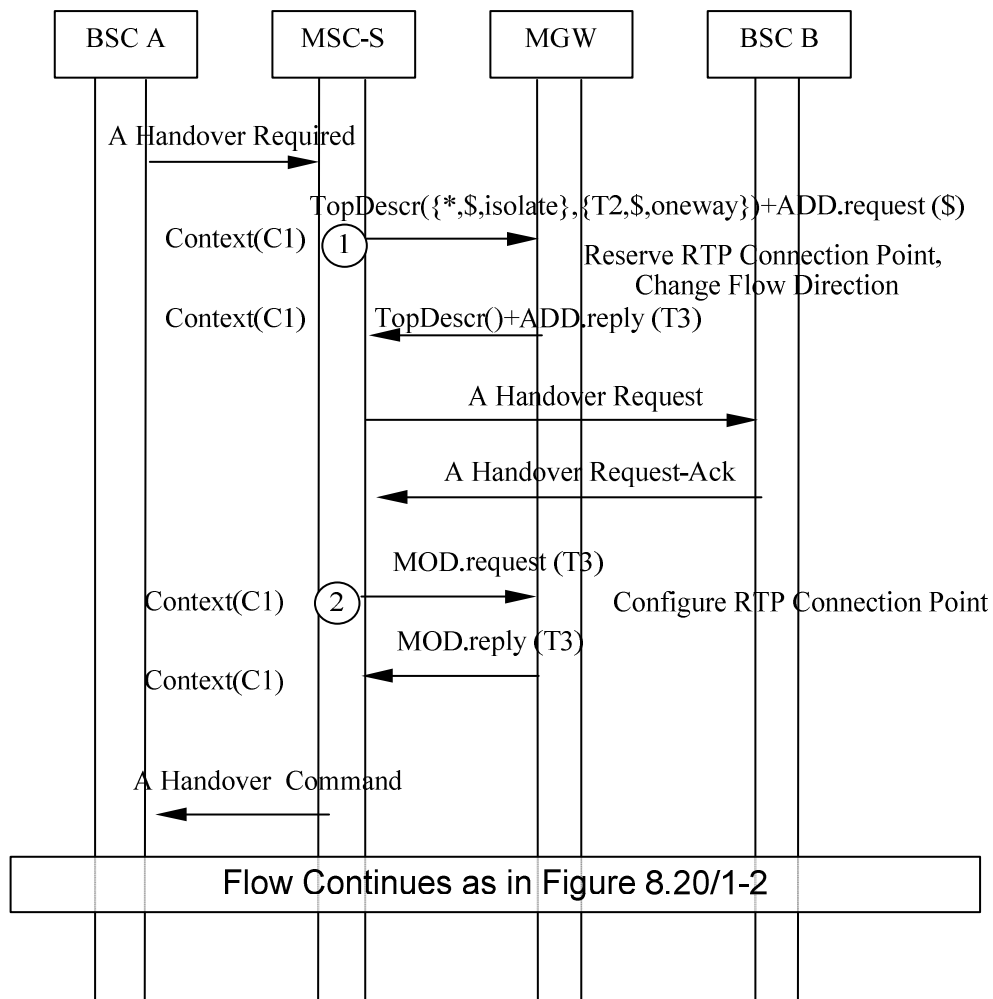 BSC A MSC-S MGW BSC B
A Handover Required
TopDescr({*,$,isolate},{T2,$,oneway})+ADD.request ($)
Context(C1) 1
Reserve RTP Connection Point,
Change Flow Direction
Context(C1) TopDescr()+ADD.reply (T3)
A Handover Request
A Handover Request-Ack
MOD.request (T3)
Context(C1) 2 Configure RTP Connection Point
MOD.reply (T3)
Context(C1)
A Handover Command
Flow Continues as in Figure 8.20/1-2